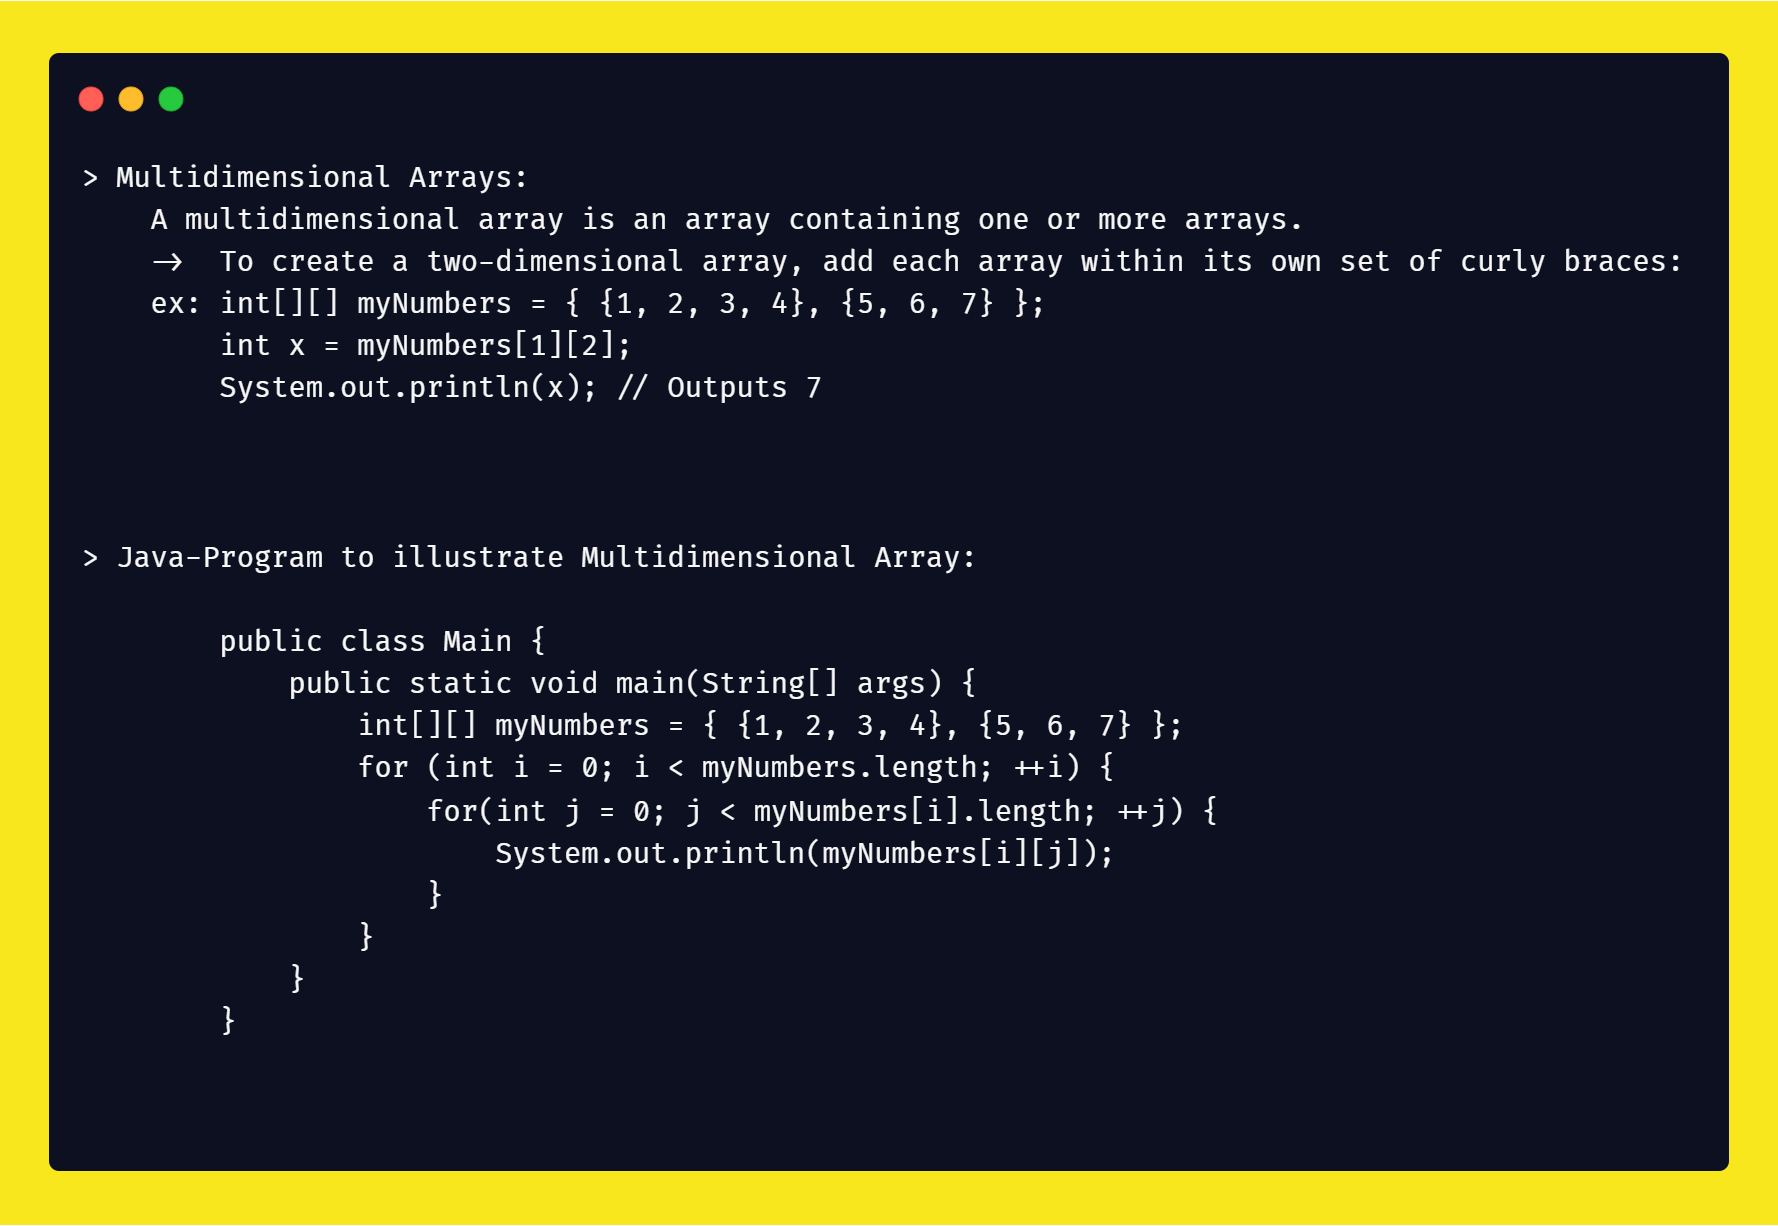 > Multidimensional Arrays:
    A multidimensional array is an array containing one or more arrays.
    ->  To create a two-dimensional array, add each array within its own set of curly braces:
    ex: int[][] myNumbers = { {1, 2, 3, 4}, {5, 6, 7} };
        int x = myNumbers[1][2];
        System.out.println(x); // Outputs 7
> Java-Program to illustrate Multidimensional Array:
        public class Main {
            public static void main(String[] args) {
                int[][] myNumbers = { {1, 2, 3, 4}, {5, 6, 7} };
                for (int i = 0; i < myNumbers.length; ++i) {
                    for(int j = 0; j < myNumbers[i].length; ++j) {
                        System.out.println(myNumbers[i][j]);
                    }
                }
            }
        }